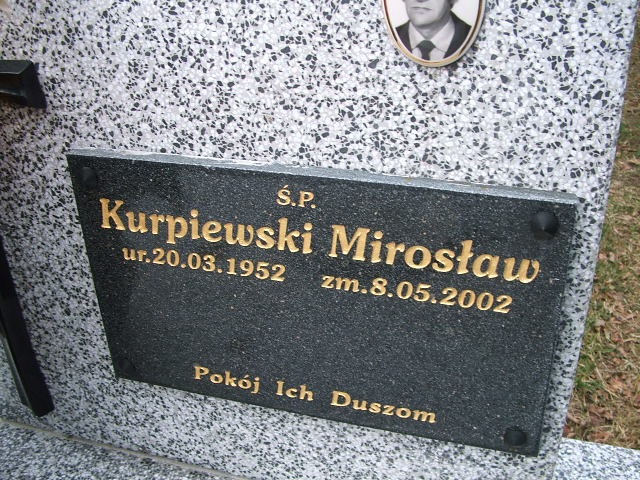 Ś.P.
Kurpiewski Mirosław
ur.20.03.1952 zm.8.05.2002
Pokój Ich Duszom